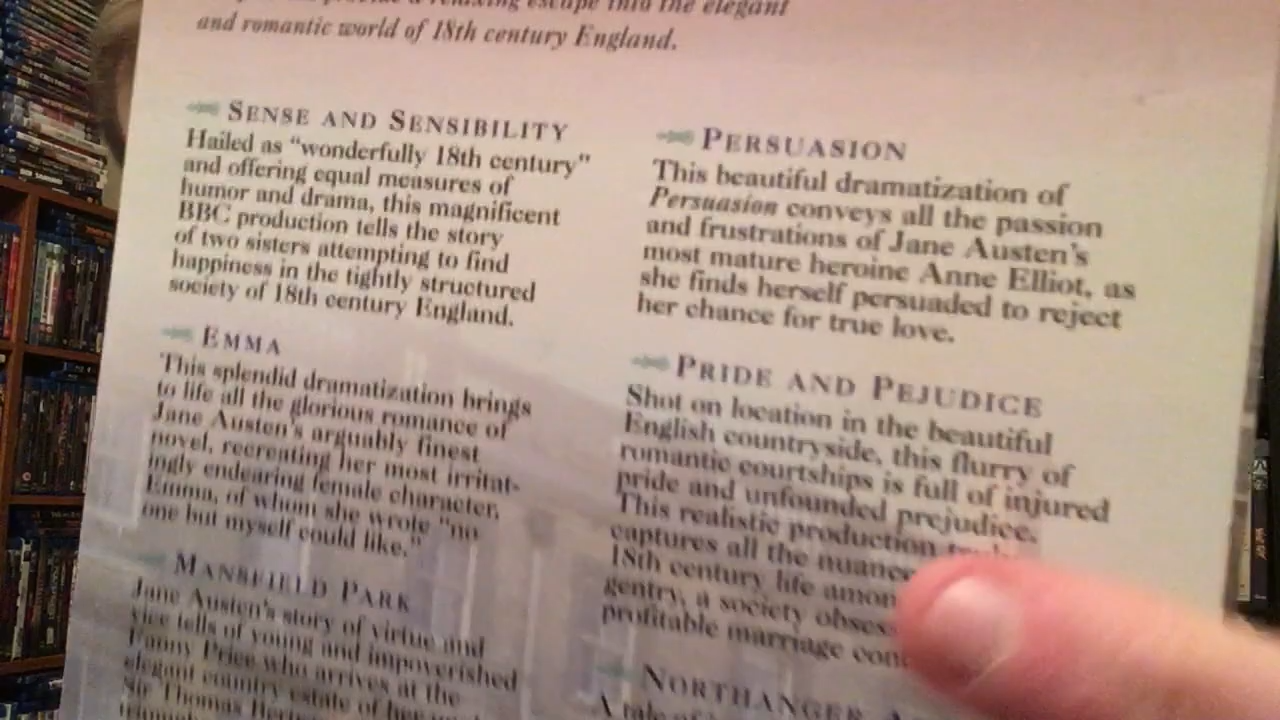 a relaxing escape into the elegant
and romantic world of 18th century England.
SENSE AND SENSIBILITY
Hailed as “wonderfully 18th century”
and offering equal measures of
humor and drama, this magnificent
BBC production tells the story
of two sisters attempting to find
happiness in the tightly structured
society of 18th century England.
EMMA
This splendid dramatization brings
to life all the glorious romance of
Jane Austen’s arguably finest
novel, recreating her most irritat-
ingly endearing female character,
Emma, of whom she wrote “no
one but myself could like.”
MANSFIELD PARK
Jane Austen’s story of virtue and
vice tells of young and impoverished
Fanny Price who arrives at the
elegant country estate of her
Sir Thomas
PERSUASION
This beautiful dramatization of
Persuasion conveys all the passion
and frustrations of Jane Austen’s
most mature heroine Anne Elliot, as
she finds herself persuaded to reject
her chance for true love.
PRIDE AND PEJUDICE
Shot on location in the beautiful
English countryside, this flurry of
romantic courtships is full of injured
pride and unfounded prejudice.
This realistic production
captures all the
18th century life
gentry, a society
profitable marriage
NORTHANGER
A tale of